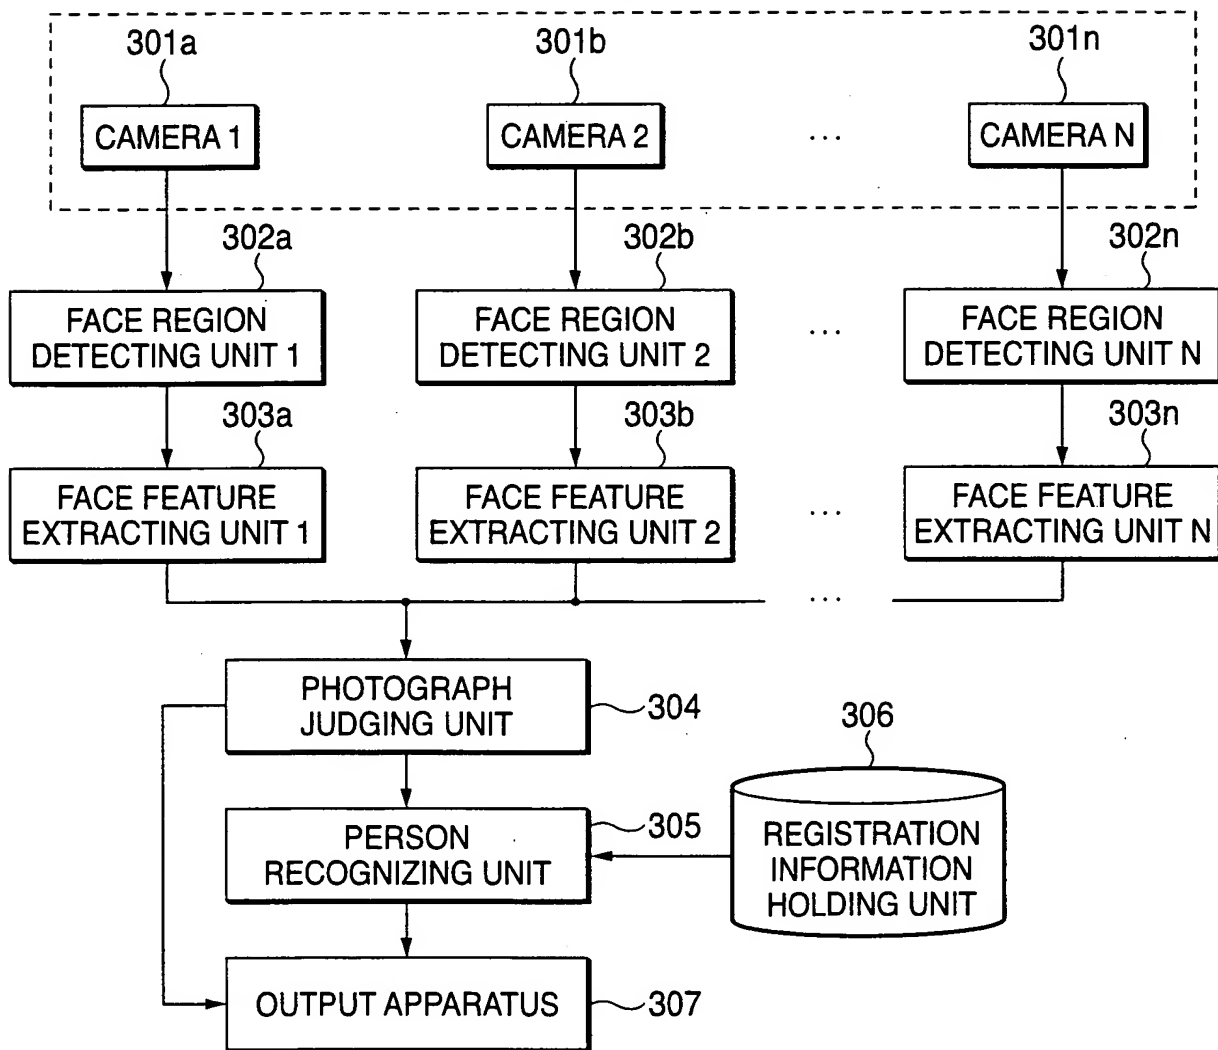 301a
301b
301n
CAMERA 1
CAMERA 2
...
CAMERA N
302a
302b
302n
FACE REGION
DETECTING UNIT 1
FACE REGION
DETECTING UNIT 2
...
FACE REGION
DETECTING UNIT N
303a
303b
303n
FACE FEATURE
EXTRACTING UNIT 1
FACE FEATURE
EXTRACTING UNIT 2
...
FACE FEATURE
EXTRACTING UNIT N
...
PHOTOGRAPH
JUDGING UNIT
304
306
PERSON
RECOGNIZING UNIT
305
REGISTRATION
INFORMATION
HOLDING UNIT
OUTPUT APPARATUS
307